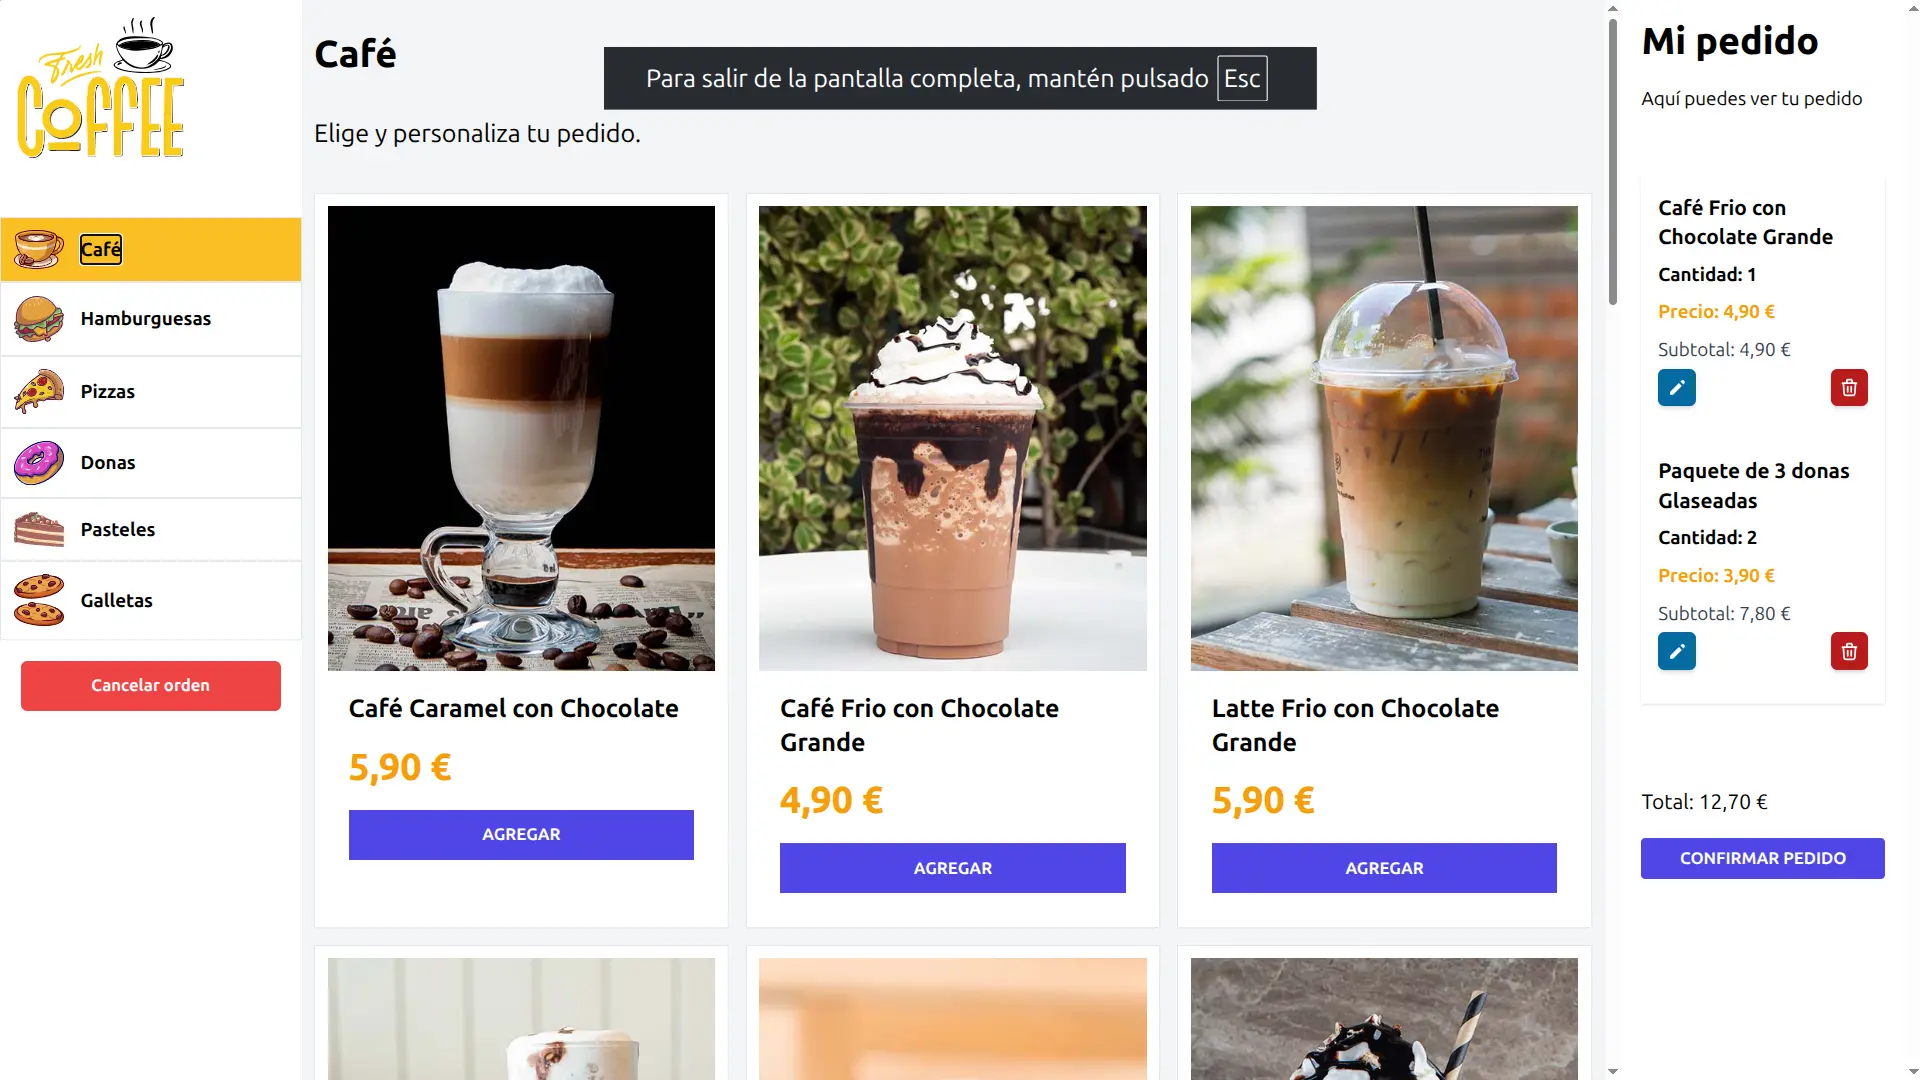 Fresh
COFFEE
Café
Hamburguesas
Pizzas
Donas
Pasteles
Galletas
Cancelar orden
Café
Para salir de la pantalla completa, mantén pulsado Esc
Elige y personaliza tu pedido.
Café Caramel con Chocolate
5,90 €
AGREGAR
Café Frio con Chocolate
Grande
4,90 €
AGREGAR
Latte Frio con Chocolate
Grande
5,90 €
AGREGAR
Mi pedido
Aquí puedes ver tu pedido
Café Frio con
Chocolate Grande
Cantidad: 1
Precio: 4,90 €
Subtotal: 4,90 €
Paquete de 3 donas
Glaseadas
Cantidad: 2
Precio: 3,90 €
Subtotal: 7,80 €
Total: 12,70 €
CONFIRMAR PEDIDO